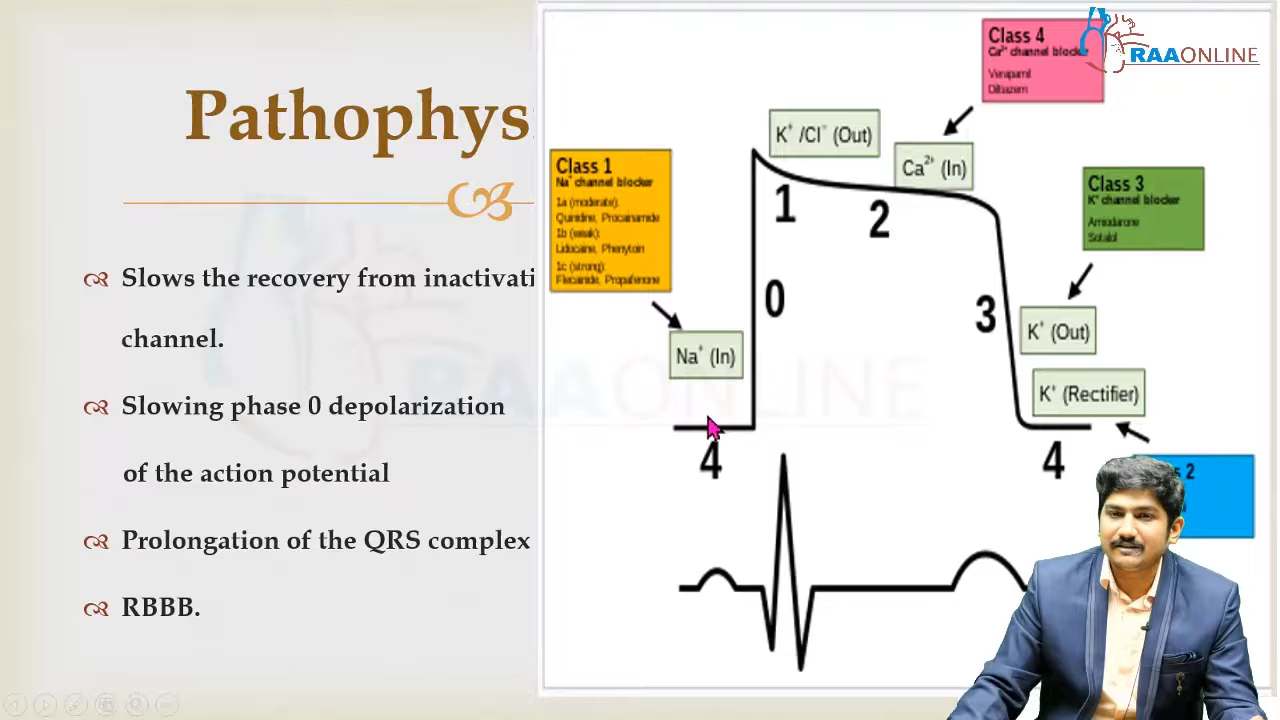 Pathophys
Slows the recovery from inactivati
channel.
Slowing phase 0 depolarization
of the action potential
Prolongation of the QRS complex
RBBB.
RAAONLINE
Class 4
Ca²⁺ channel blocke
Verapamil
Diltiazem
K⁺ /Cl⁻ (Out)
Ca²⁺ (In)
Class 1
Na⁺ channel blocker
1a (moderate):
Quinidine, Procainamide
1b (weak):
Lidocaine, Phenytoin
1c (strong):
Flecainide, Propafenone
Class 3
K⁺ channel blocker
Amiodarone
Sotalol
1
2
0
3
Na⁺ (In)
K⁺ (Out)
K⁺ (Rectifier)
4
4
2
RAAONLINE